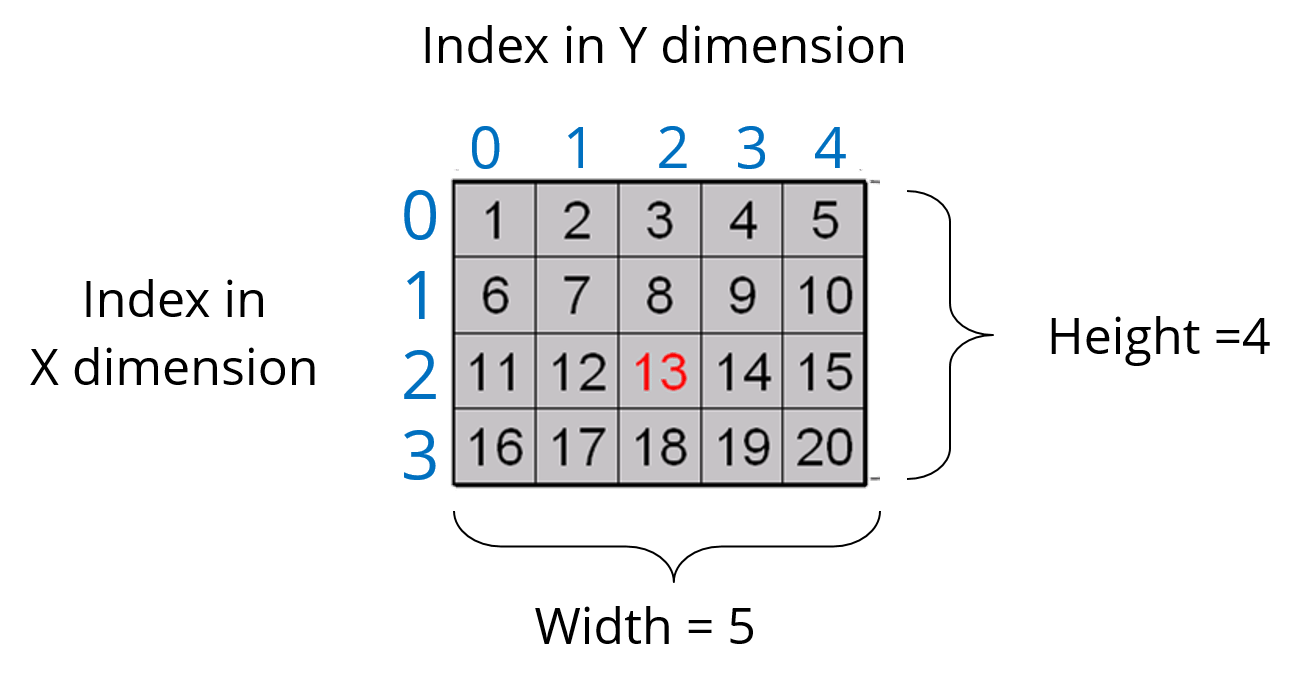 Index in Y dimension
0 1 2 3 4
0 1 2 3 4 5
Index in
1 6 7 8 9 10
Height =4
X dimension
2 11 12 13 14 15
3 16 17 18 19 20
Width = 5